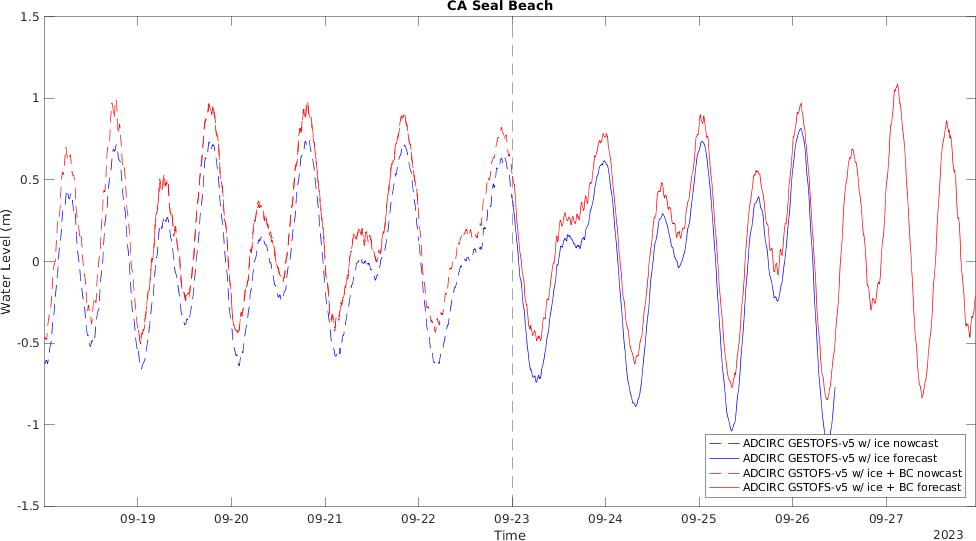 CA Seal Beach
1.5
1
0.5
0
-0.5
-1
-1.5
Water Level (m)
09-19 09-20 09-21 09-22 09-23 09-24 09-25 09-26 09-27
Time
2023
ADCIRC GESTOFS-v5 w/ ice nowcast
ADCIRC GESTOFS-v5 w/ ice forecast
ADCIRC GSTOFS-v5 w/ ice + BC nowcast
ADCIRC GSTOFS-v5 w/ ice + BC forecast